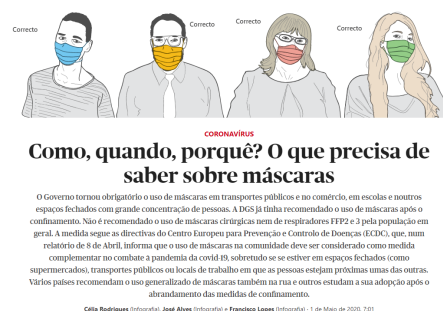 Correcto
Correcto
Correcto
Correcto
CORONAVÍRUS
Como, quando, porquê? O que precisa de
saber sobre máscaras
O Governo tornou obrigatório o uso de máscaras em transportes públicos e no comércio, em escolas e noutros
espaços fechados com grande concentração de pessoas. A DGS já tinha recomendado o uso de máscaras após o
confinamento. Não é recomendado o uso de máscaras cirúrgicas nem de respiradores FFP2 e 3 pela população em
geral. A medida segue as directivas do Centro Europeu para Prevenção e Controlo de Doenças (ECDC), que, num
relatório de 8 de Abril, informa que o uso de máscaras na comunidade deve ser considerado como medida
complementar no combate à pandemia da covid-19, sobretudo se se estiver em espaços fechados (como
supermercados), transportes públicos ou locais de trabalho em que as pessoas estejam próximas umas das outras.
Vários países recomendam o uso generalizado de máscaras também na rua e outros estudam a sua adopção após o
abrandamento das medidas de confinamento.
Célia Rodrigues (Infografia), José Alves (Infografia) e Francisco Lopes (Infografia) · 1 de Maio de 2020, 7:01